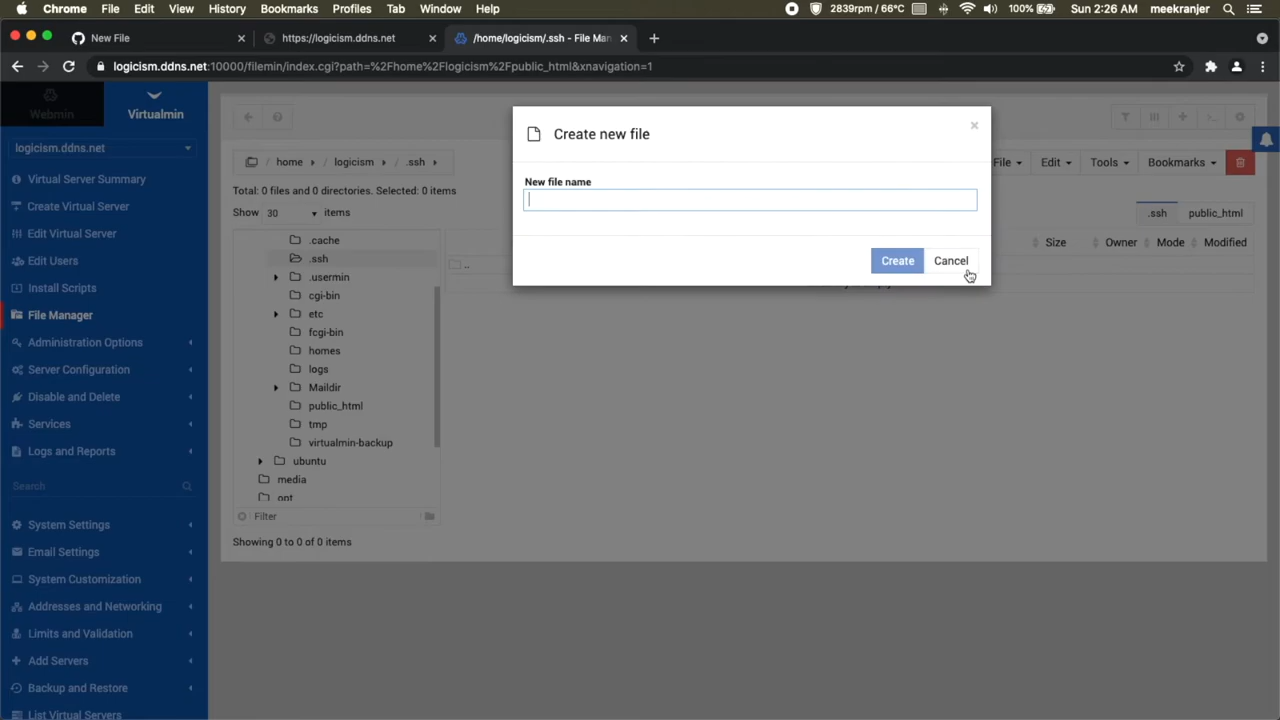 Chrome File Edit View History Bookmarks Profiles Tab Window Help 2839rpm / 66°C 100% Sun 2:26 AM meekranjer
New File × https://logicism.ddns.net × /home/logicism/.ssh - File Man × +
logicism.ddns.net:10000/filemin/index.cgi?path=%2Fhome%2Flogicism%2Fpublic_html&xnavigation=1
Webmin Virtualmin
logicism.ddns.net
Virtual Server Summary
Create Virtual Server
Edit Virtual Server
Edit Users
Install Scripts
File Manager
Administration Options
Server Configuration
Disable and Delete
Services
Logs and Reports
Search
System Settings
Email Settings
System Customization
Addresses and Networking
Limits and Validation
Add Servers
Backup and Restore
List Virtual Servers
/ home logicism .ssh
Total: 0 files and 0 directories. Selected: 0 items
Show 30 items
.cache
.ssh
.usermin
cgi-bin
etc
fcgi-bin
homes
logs
Maildir
public_html
tmp
virtualmin-backup
ubuntu
media
opt
Filter
Showing 0 to 0 of 0 items
Create new file ×
New file name
Create Cancel
File Edit Tools Bookmarks
.ssh public_html
Size Owner Mode Modified
..